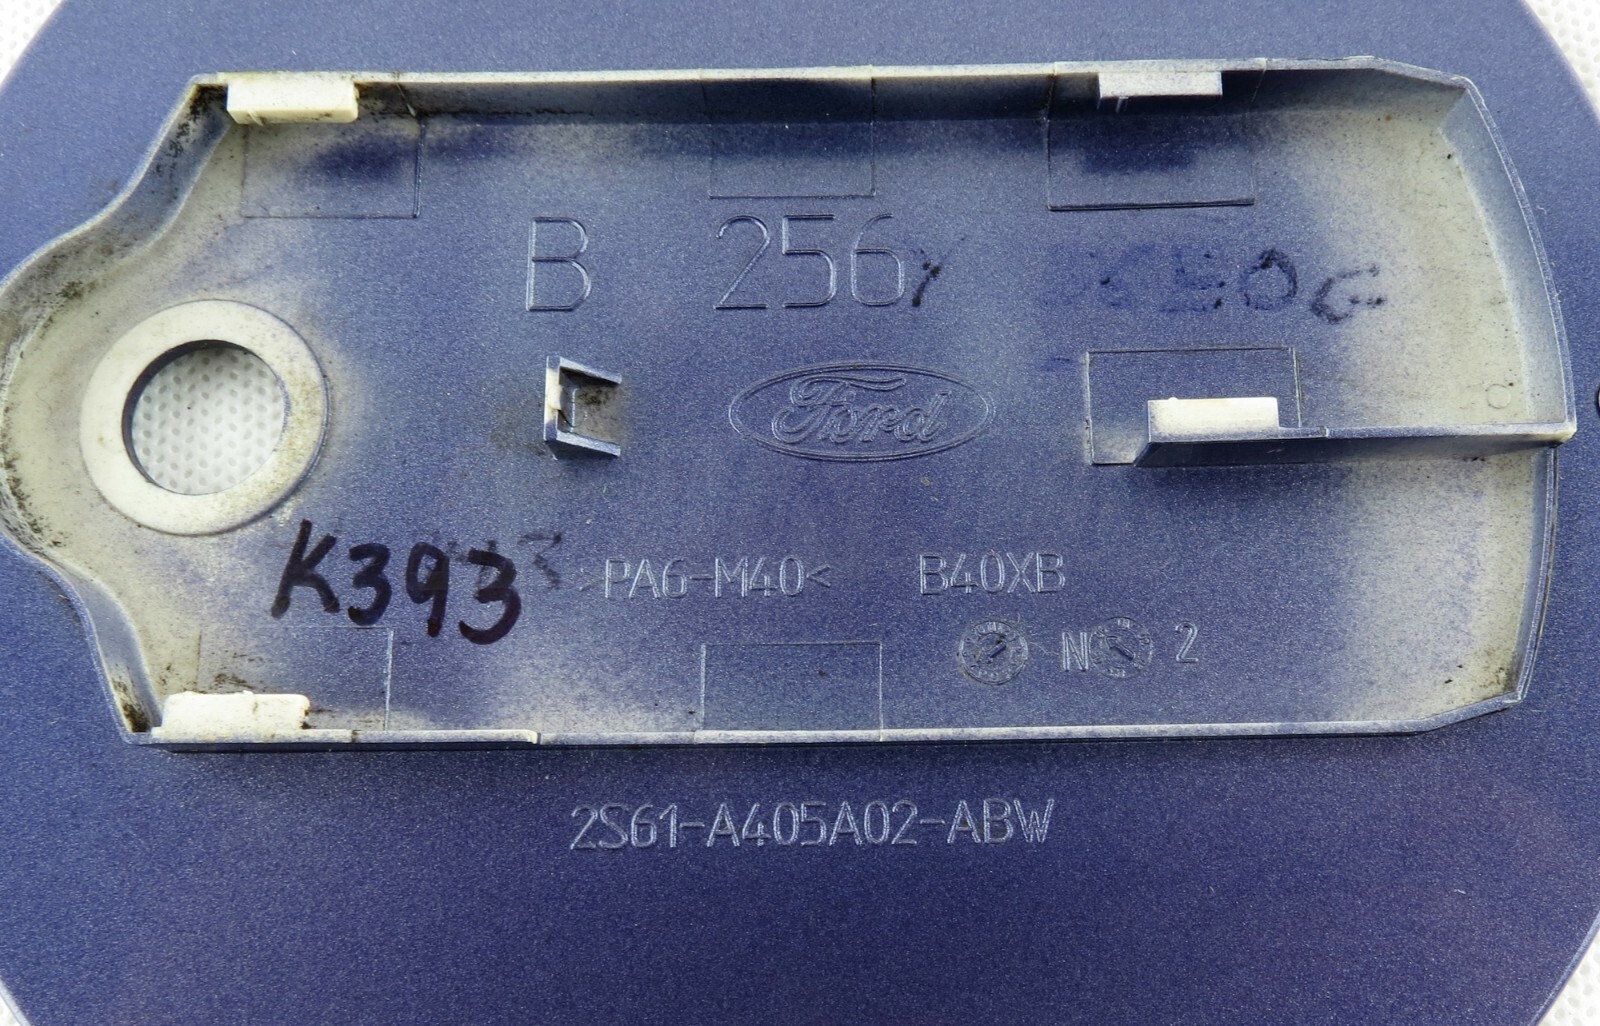 B 256
Ford
K393
>PA6-M40< B40XB
N 2
2S61-A405A02-ABW